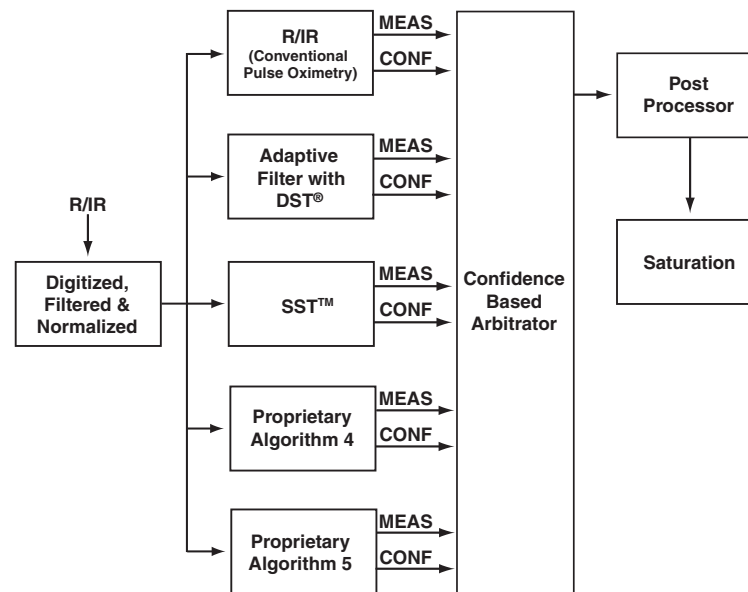 R/IR
Digitized,
Filtered &
Normalized
R/IR
(Conventional
Pulse Oximetry)
MEAS
CONF
Adaptive
Filter with
DST®
MEAS
CONF
SST™
MEAS
CONF
Proprietary
Algorithm 4
MEAS
CONF
Proprietary
Algorithm 5
MEAS
CONF
Confidence
Based
Arbitrator
Post
Processor
Saturation